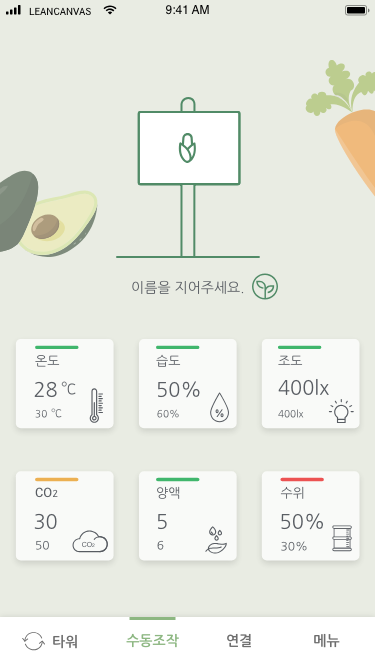 LEANCANVAS 9:41 AM
이름을 지어주세요.
온도 습도 조도
28 ℃ 50% 400lx
30 ℃ 60% % 400lx
CO2 양액 수위
30 5 50%
50 CO2 6 30%
타워 수동조작 연결 메뉴